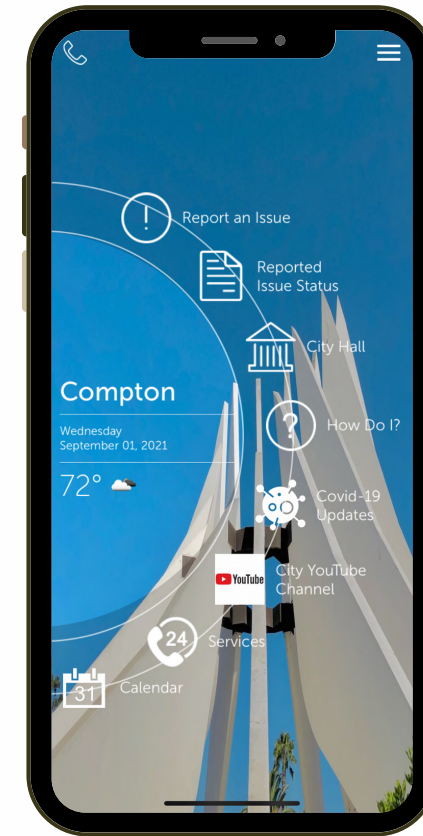 Report an Issue
Reported
Issue Status
City Hall
Compton
How Do I?
Wednesday
September 01, 2021
72°
Covid-19
Updates
YouTube
City YouTube
Channel
24
Services
31
Calendar